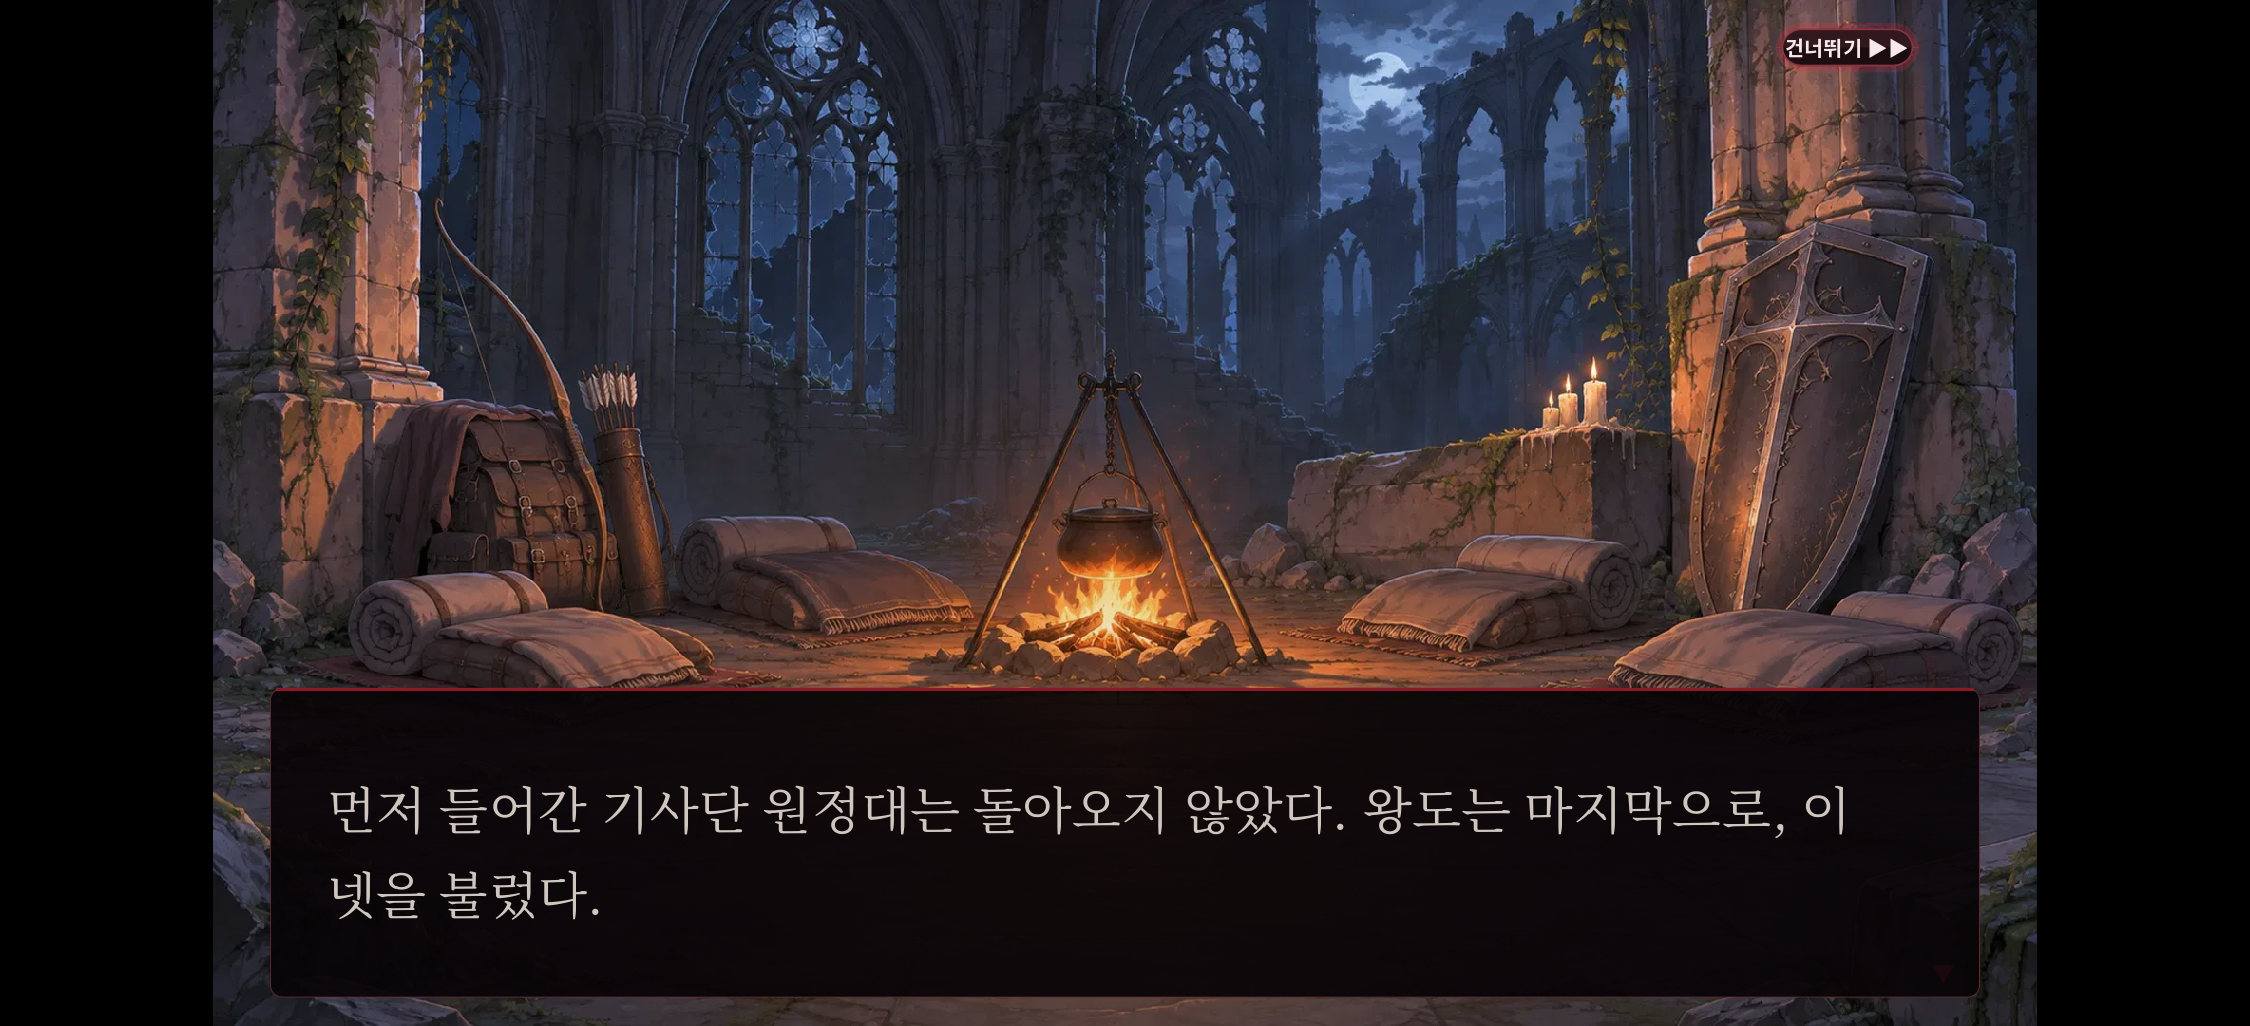 건너뛰기 ▶▶
먼저 들어간 기사단 원정대는 돌아오지 않았다. 왕도는 마지막으로, 이
넷을 불렀다.